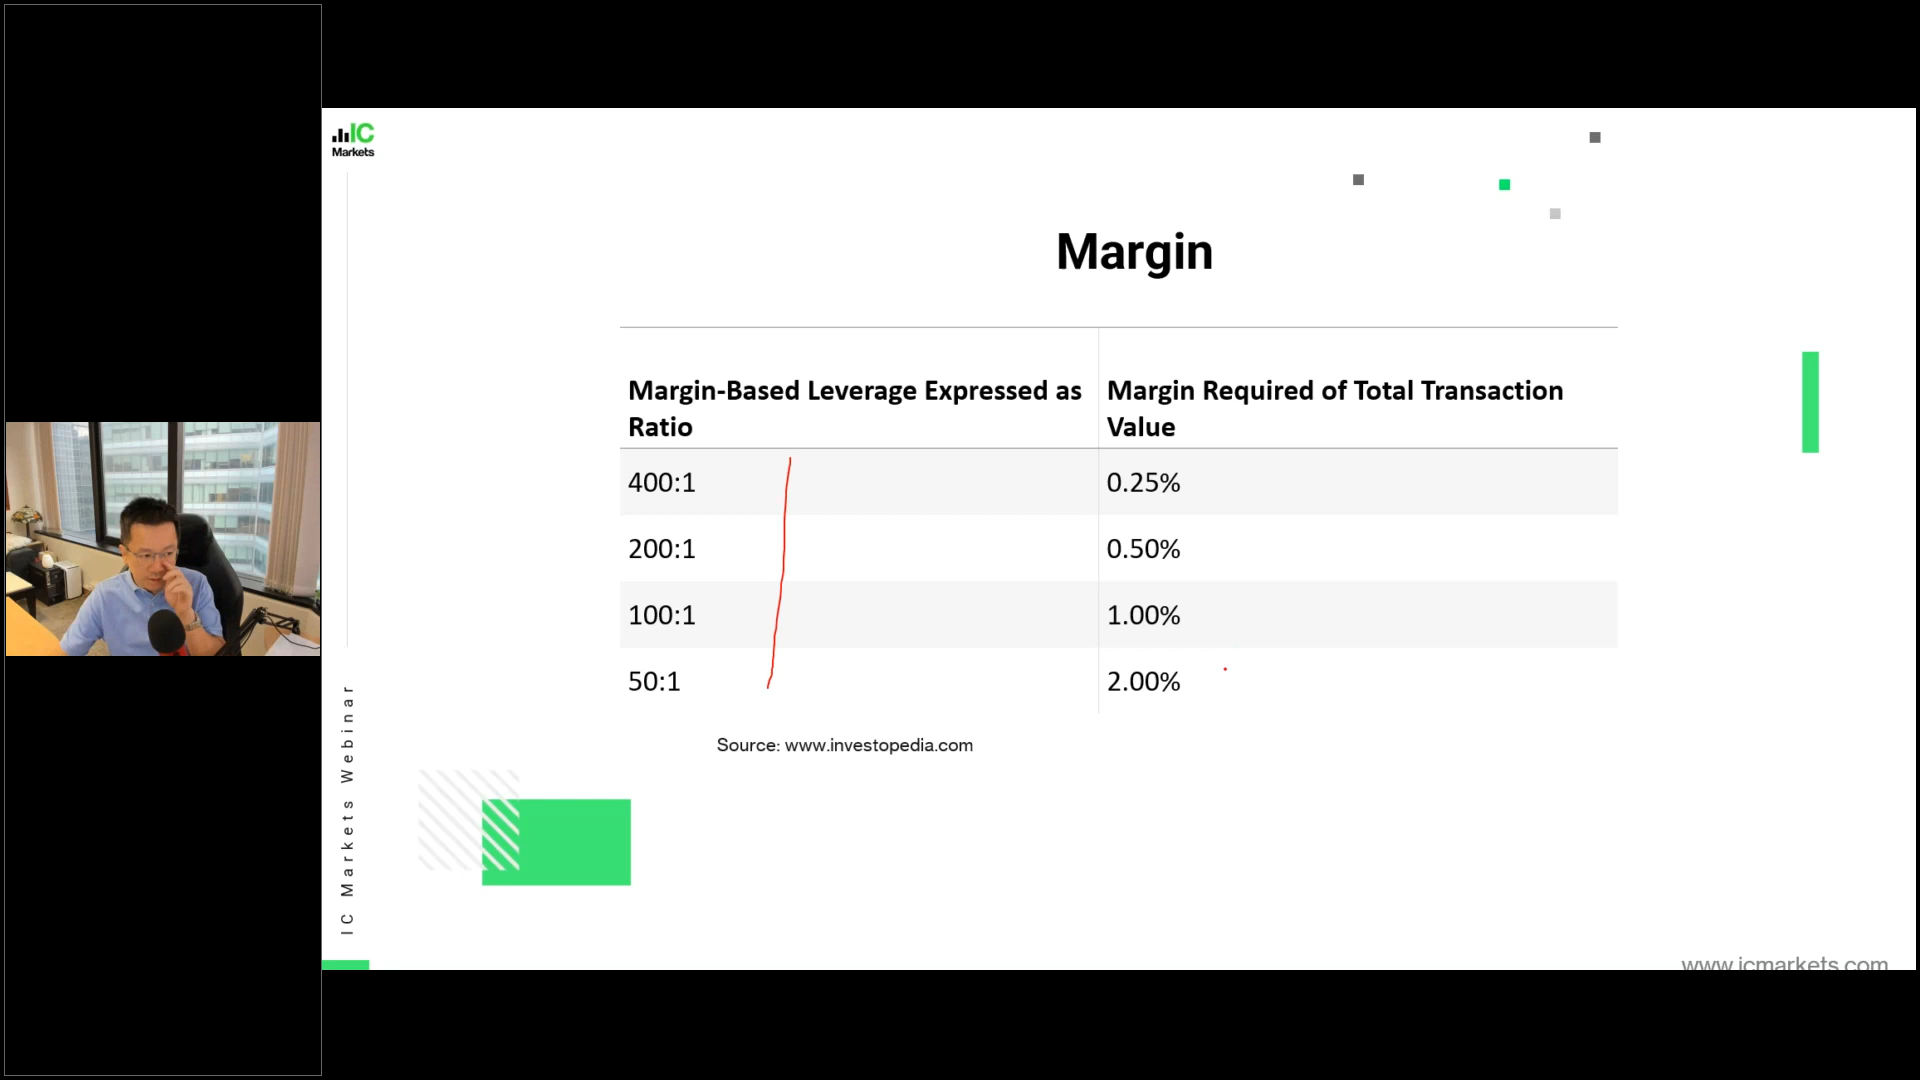 IC
Markets
Margin
Margin-Based Leverage Expressed as
Ratio
Margin Required of Total Transaction
Value
400:1
0.25%
200:1
0.50%
100:1
1.00%
50:1
2.00%
Source: www.investopedia.com
IC Markets Webinar
www.icmarkets.com